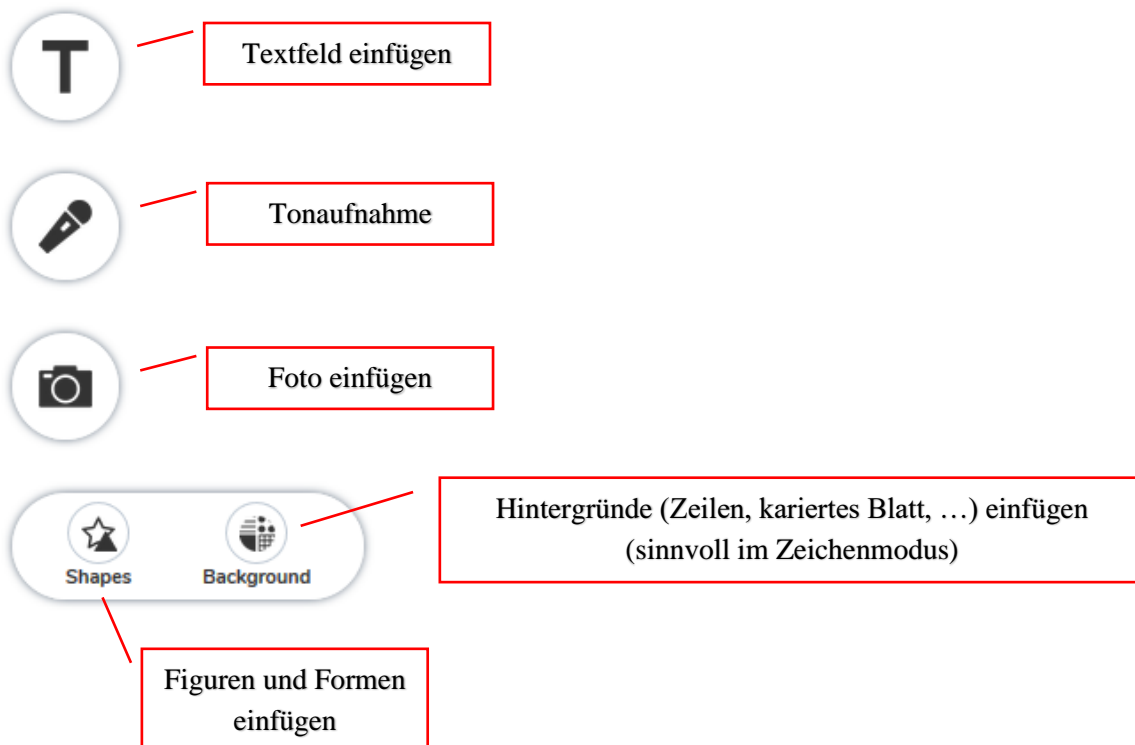 T
Textfeld einfügen
Tonaufnahme
Foto einfügen
Hintergründe (Zeilen, kariertes Blatt, …) einfügen
(sinnvoll im Zeichenmodus)
Shapes
Background
Figuren und Formen
einfügen